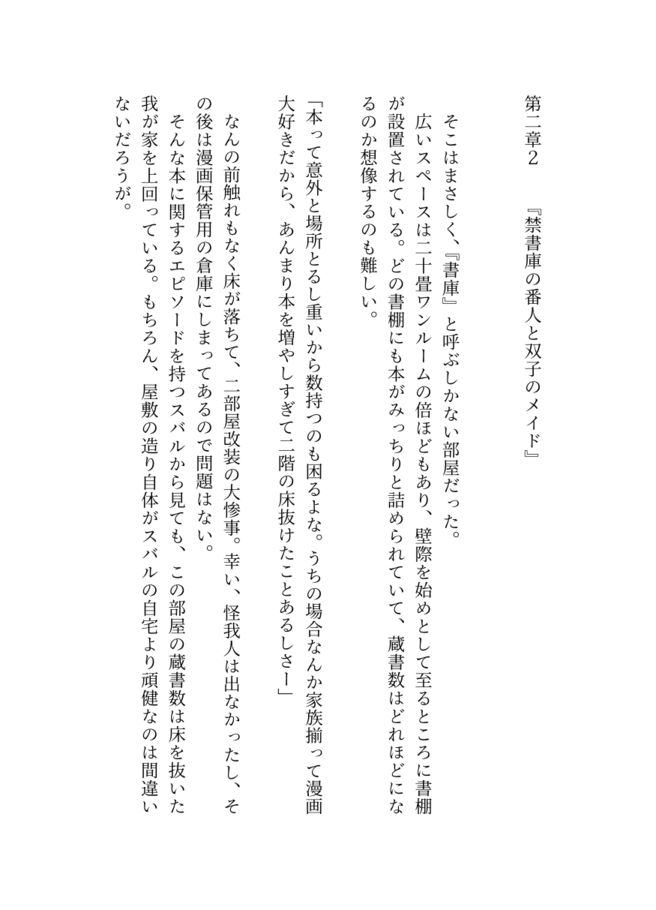 第二章２　　『禁書庫の番人と双子のメイド』
　そこはまさしく、『書庫』と呼ぶしかない部屋だった。
　広いスペースは二十畳ワンルームの倍ほどもあり、壁際を始めとして至るところに書棚
が設置されている。どの書棚にも本がみっちりと詰められていて、蔵書数はどれほどにな
るのか想像するのも難しい。
「本って意外と場所とるし重いから数持つのも困るよな。うちの場合なんか家族揃って漫画
大好きだから、あんまり本を増やしすぎて二階の床抜けたことあるしさー」
　なんの前触れもなく床が落ちて、二部屋改装の大惨事。幸い、怪我人は出なかったし、そ
の後は漫画保管用の倉庫にしまってあるので問題はない。
　そんな本に関するエピソードを持つスバルから見ても、この部屋の蔵書数は床を抜いた
我が家を上回っている。もちろん、屋敷の造り自体がスバルの自宅より頑健なのは間違い
ないだろうが。